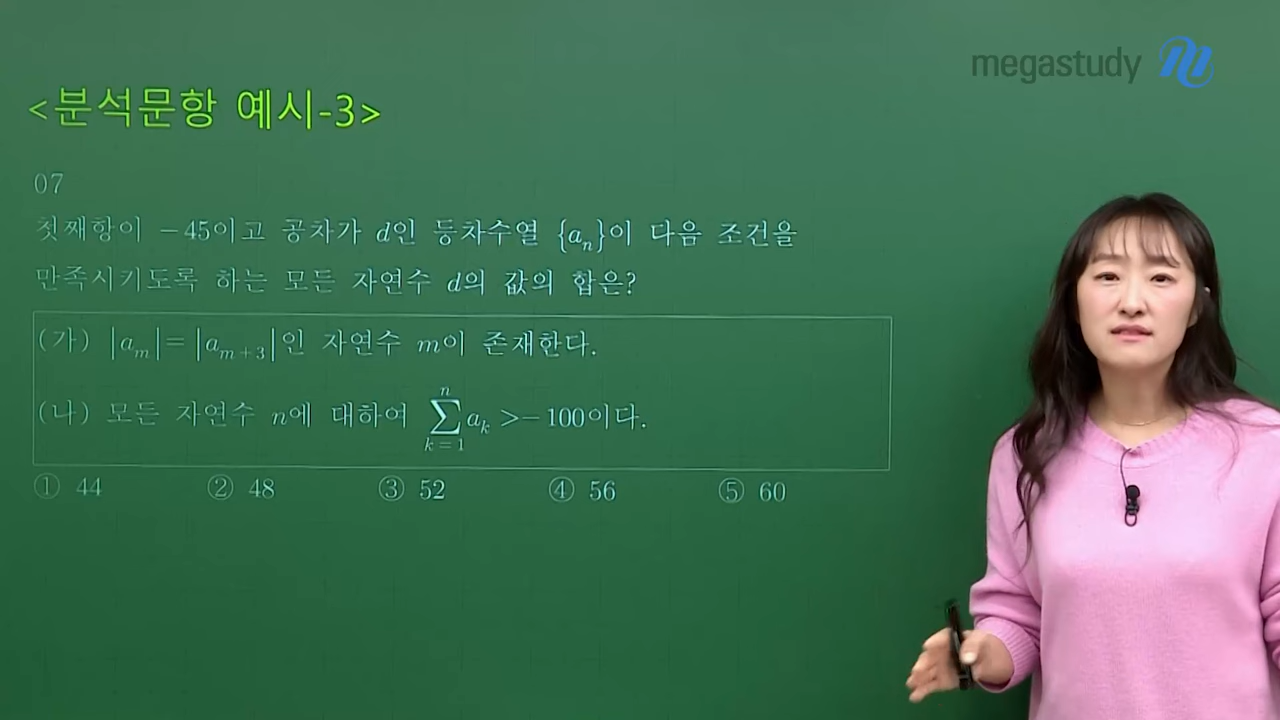 megastudy
<분석문항 예시-3>
07
첫째항이 -45이고 공차가 d인 등차수열 {aₙ}이 다음 조건을
만족시키도록 하는 모든 자연수 d의 값의 합은?
(가) |aₘ|=|aₘ₊₃|인 자연수 m이 존재한다.
(나) 모든 자연수 n에 대하여 ∑ₖ₌₁ⁿ aₖ >-100이다.
① 44 ② 48 ③ 52 ④ 56 ⑤ 60